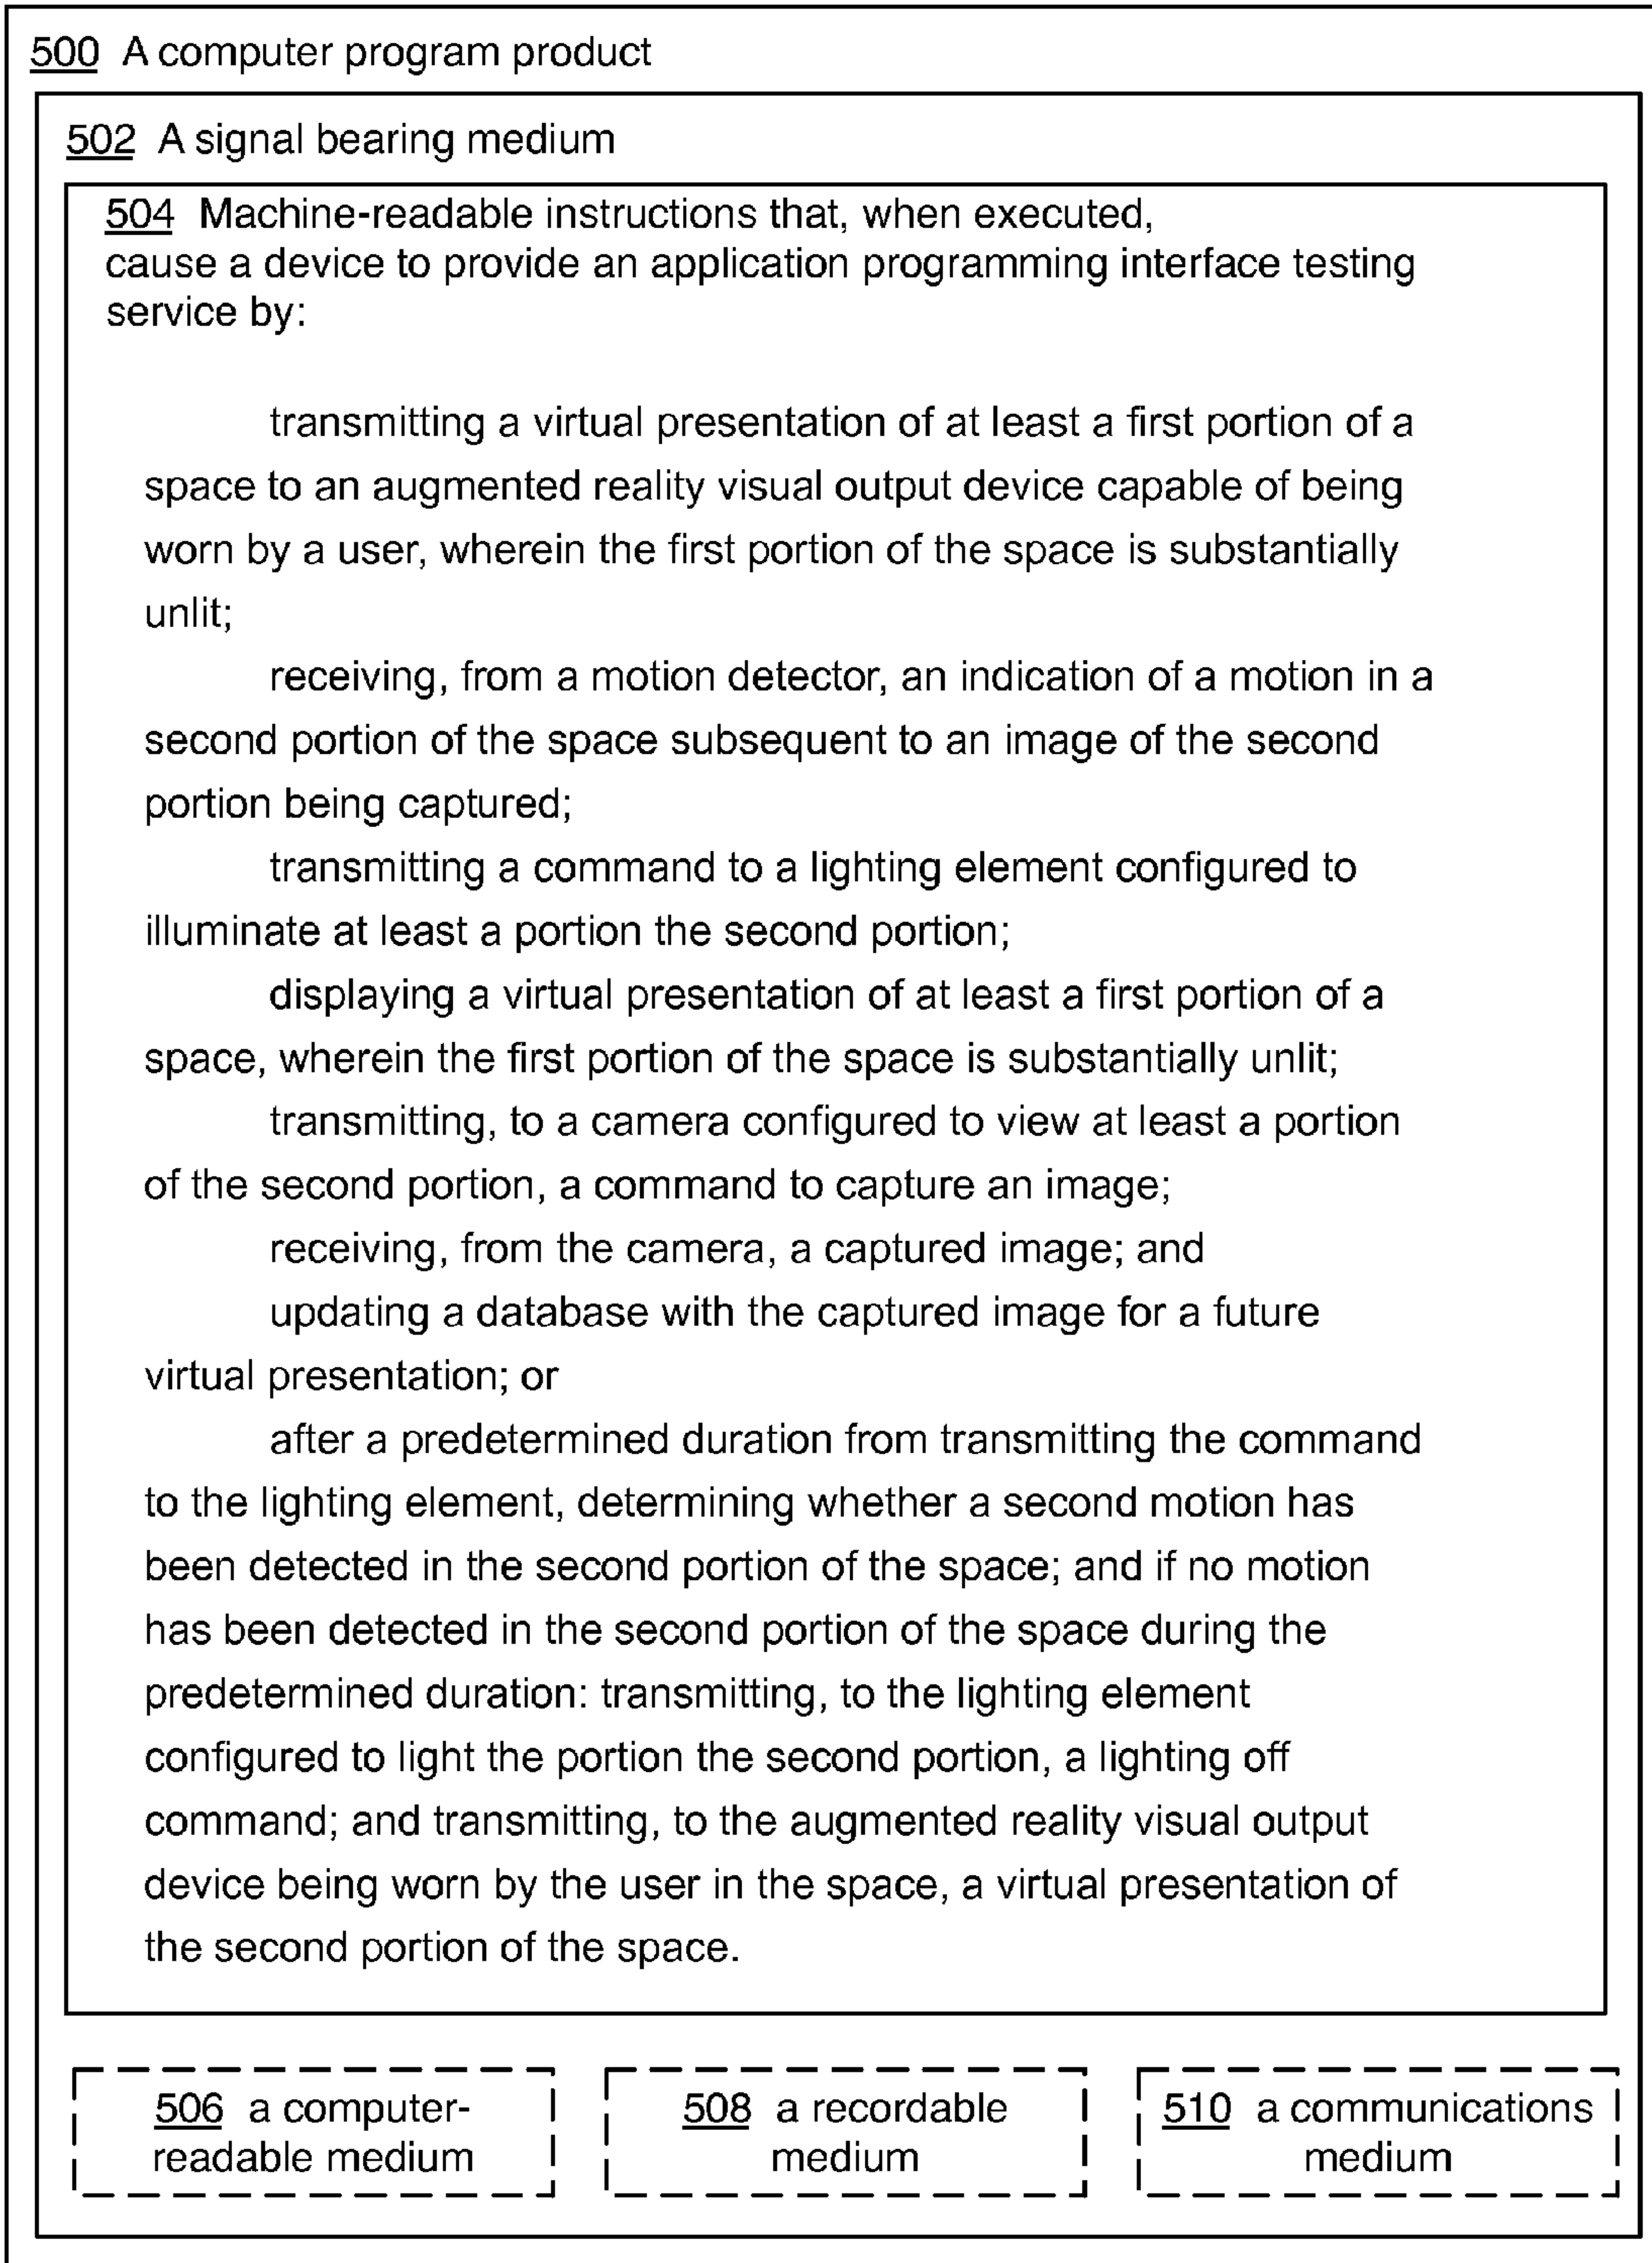 500 A computer program product
502 A signal bearing medium
504 Machine-readable instructions that, when executed,
cause a device to provide an application programming interface testing
service by:
transmitting a virtual presentation of at least a first portion of a
space to an augmented reality visual output device capable of being
worn by a user, wherein the first portion of the space is substantially
unlit;
receiving, from a motion detector, an indication of a motion in a
second portion of the space subsequent to an image of the second
portion being captured;
transmitting a command to a lighting element configured to
illuminate at least a portion the second portion;
displaying a virtual presentation of at least a first portion of a
space, wherein the first portion of the space is substantially unlit;
transmitting, to a camera configured to view at least a portion
of the second portion, a command to capture an image;
receiving, from the camera, a captured image; and
updating a database with the captured image for a future
virtual presentation; or
after a predetermined duration from transmitting the command
to the lighting element, determining whether a second motion has
been detected in the second portion of the space; and if no motion
has been detected in the second portion of the space during the
predetermined duration: transmitting, to the lighting element
configured to light the portion the second portion, a lighting off
command; and transmitting, to the augmented reality visual output
device being worn by the user in the space, a virtual presentation of
the second portion of the space.
506 a computer-
readable medium
508 a recordable
medium
510 a communications
medium